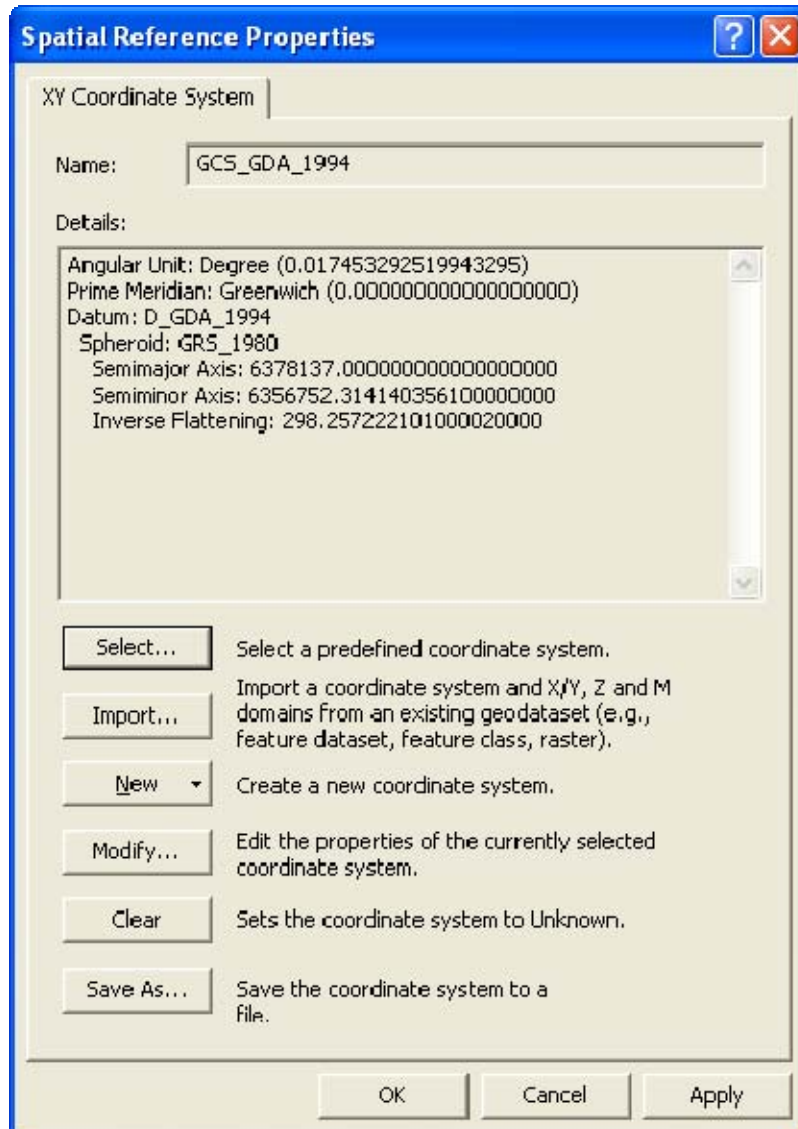 Spatial Reference Properties
XY Coordinate System
Name: GCS_GDA_1994
Details:
Angular Unit: Degree (0.017453292519943295)
Prime Meridian: Greenwich (0.000000000000000000)
Datum: D_GDA_1994
Spheroid: GRS_1980
Semimajor Axis: 6378137.000000000000000000
Semiminor Axis: 6356752.314140356100000000
Inverse Flattening: 298.257222101000020000
Select... Select a predefined coordinate system.
Import... Import a coordinate system and X/Y, Z and M
domains from an existing geodataset (e.g.,
feature dataset, feature class, raster).
New Create a new coordinate system.
Modify... Edit the properties of the currently selected
coordinate system.
Clear Sets the coordinate system to Unknown.
Save As... Save the coordinate system to a
file.
OK Cancel Apply